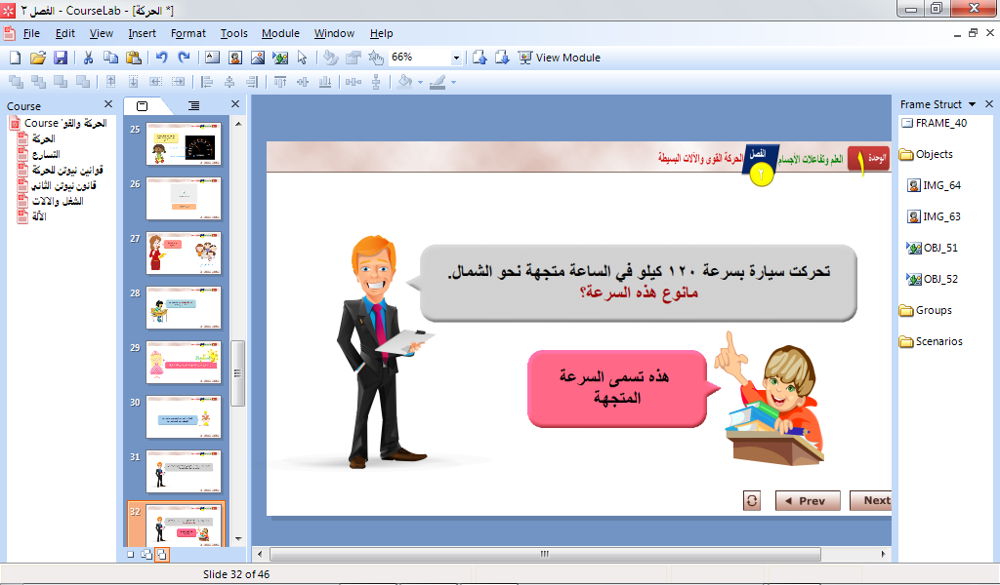 الفصل ٢ - CourseLab - [الحركة *]
File Edit View Insert Format Tools Module Window Help
66%
View Module
Course
Course 'الحركة والقو
الحركة
التسارع
قوانين نيوتن للحركة
قانون نيوتن الثاني
الشغل والالات
الألة
25
26
27
28
29
30
31
32
الوحدة ١
العلم وتفاعلات الأجسام
الفصل
٢
الحركة القوى والآلات البسيطة
تحركت سيارة بسرعة ١٢٠ كيلو في الساعة متجهة نحو الشمال.
مانوع هذه السرعة؟
هذه تسمى السرعة
المتجهة
Prev
Next
Frame Struct
FRAME_40
Objects
IMG_64
IMG_63
OBJ_51
OBJ_52
Groups
Scenarios
Slide 32 of 46